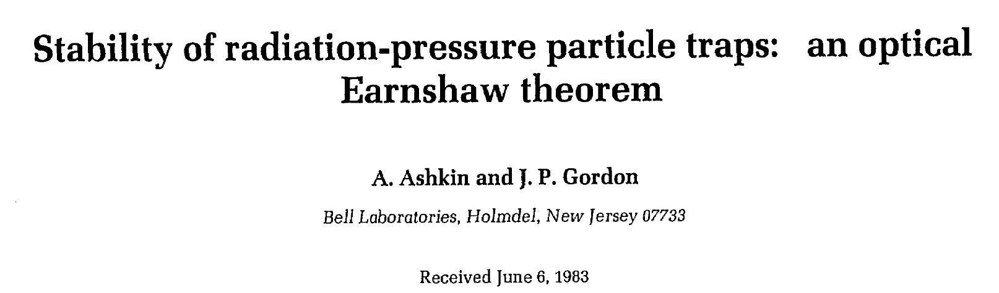 Stability of radiation-pressure particle traps: an optical
Earnshaw theorem
A. Ashkin and J. P. Gordon
Bell Laboratories, Holmdel, New Jersey 07733
Received June 6, 1983